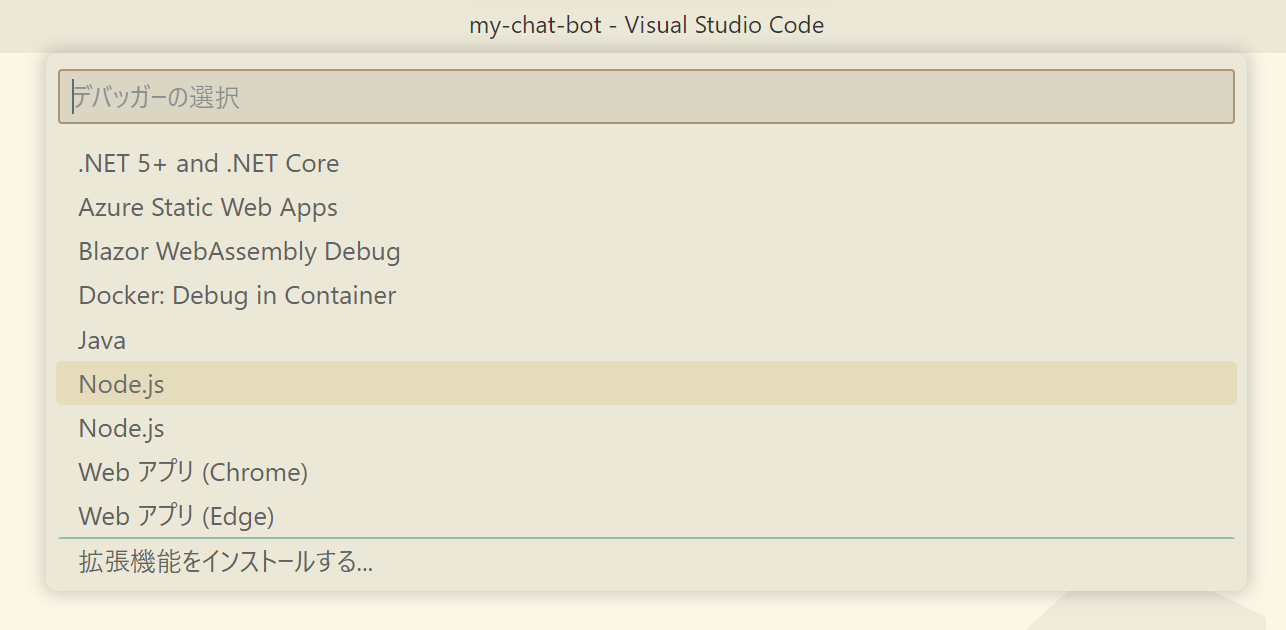 my-chat-bot - Visual Studio Code
デバッガーの選択
.NET 5+ and .NET Core
Azure Static Web Apps
Blazor WebAssembly Debug
Docker: Debug in Container
Java
Node.js
Node.js
Web アプリ (Chrome)
Web アプリ (Edge)
拡張機能をインストールする...